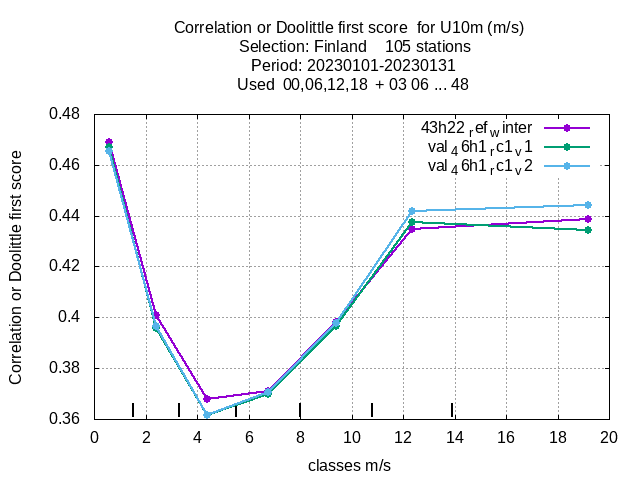 Correlation or Doolittle first score  for U10m (m/s)
Selection: Finland    105 stations
Period: 20230101-20230131
Used  00,06,12,18  + 03 06 ... 48
Correlation or Doolittle first score
0.48
0.46
0.44
0.42
0.4
0.38
0.36
43h22_ref_winter
val_46h1_rc1_v1
val_46h1_rc1_v2
0 2 4 6 8 10 12 14 16 18 20
classes m/s